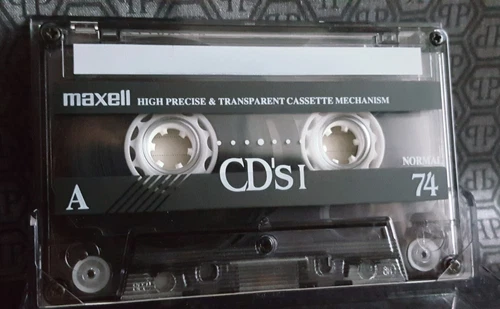 maxell HIGH PRECISE & TRANSPARENT CASSETTE MECHANISM
CD's I
NORMAL
A
74